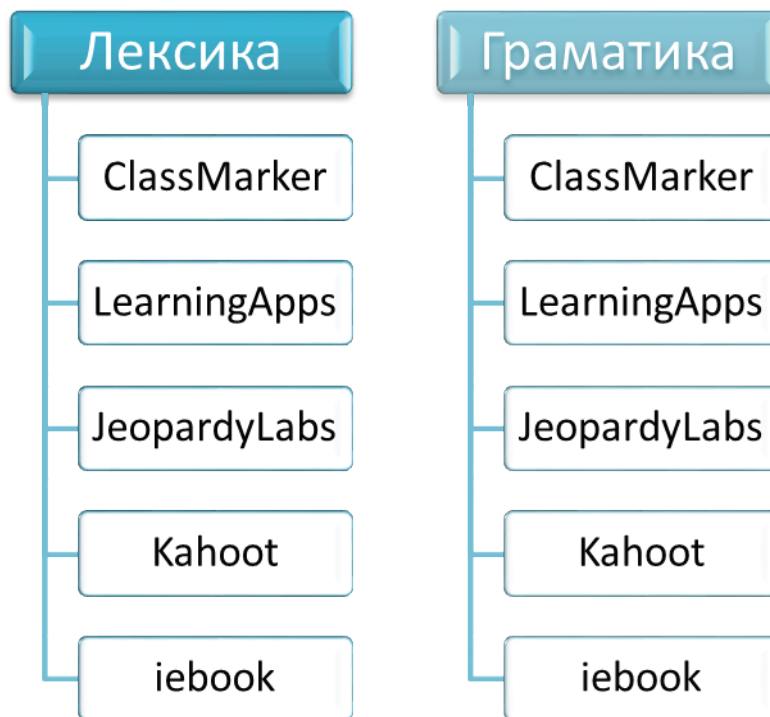 Лексика
ClassMarker
LearningApps
JeopardyLabs
Kahoot
iebook
Граматика
ClassMarker
LearningApps
JeopardyLabs
Kahoot
iebook